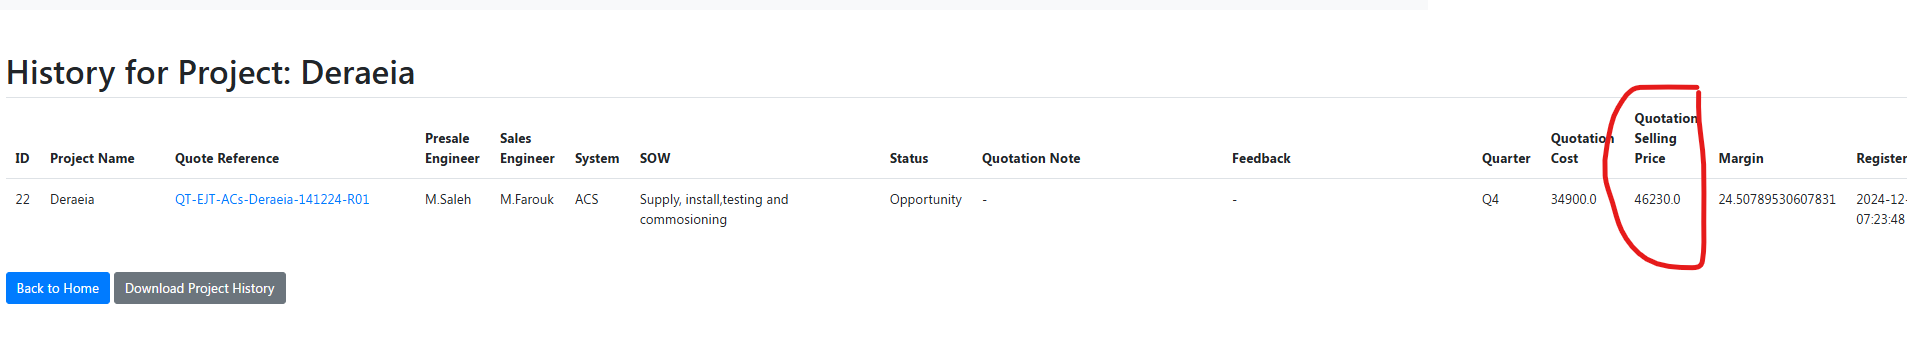 History for Project: Deraeia
ID Project Name Quote Reference Presale Engineer Sales Engineer System SOW Status Quotation Note Feedback Quarter Quotation Cost Quotation Selling Price Margin Register
22 Deraeia QT-EJT-ACs-Deraeia-141224-R01 M.Saleh M.Farouk ACS Supply, install,testing and commosioning Opportunity - - Q4 34900.0 46230.0 24.50789530607831 2024-12- 07:23:48
Back to Home Download Project History